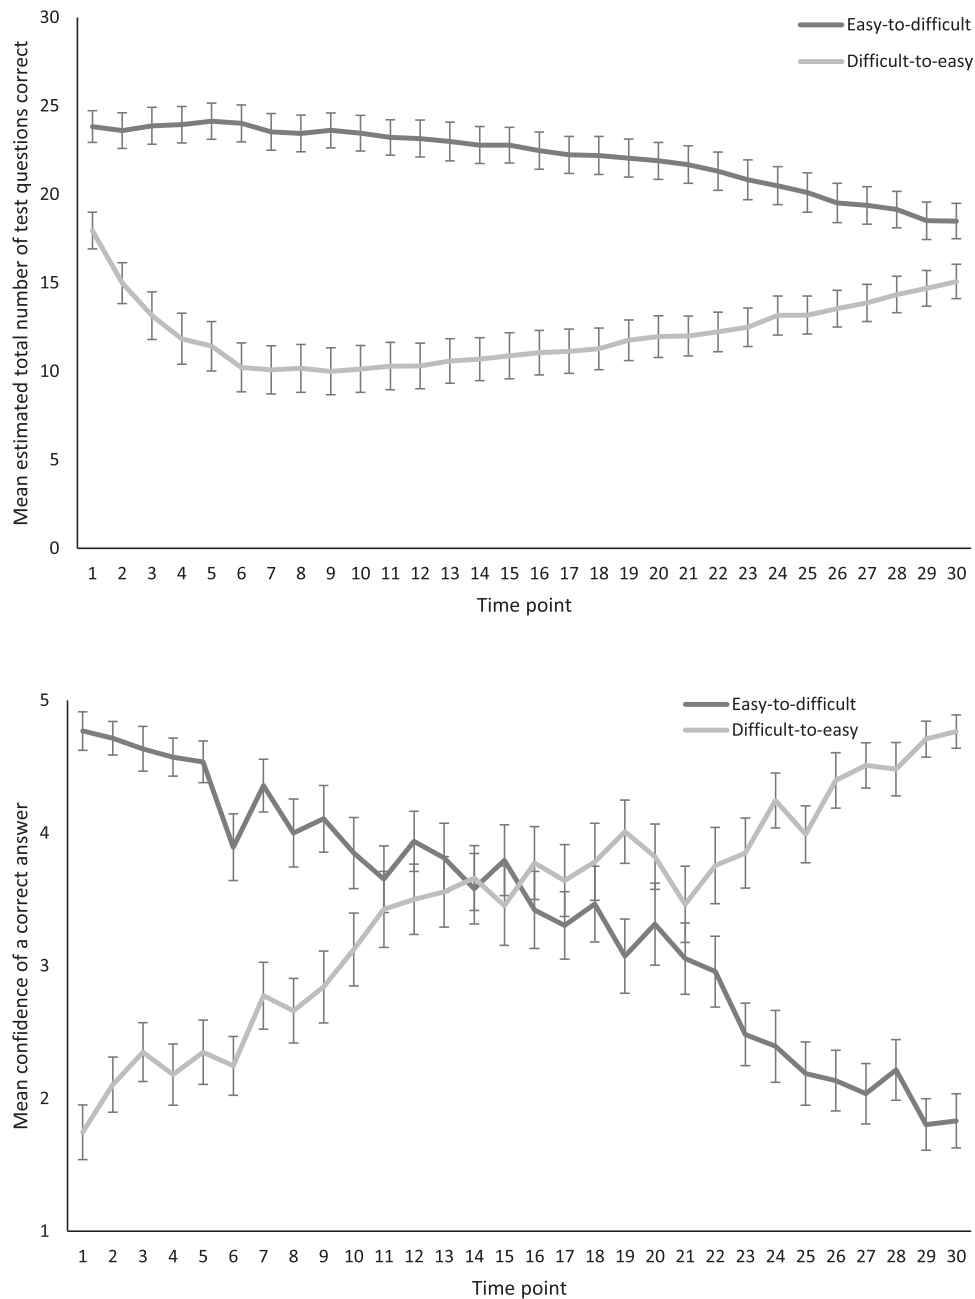 30
25
20
15
10
5
0
Mean estimated total number of test questions correct
Easy-to-difficult
Difficult-to-easy
1 2 3 4 5 6 7 8 9 10 11 12 13 14 15 16 17 18 19 20 21 22 23 24 25 26 27 28 29 30
Time point
5
4
3
2
1
Mean confidence of a correct answer
Easy-to-difficult
Difficult-to-easy
1 2 3 4 5 6 7 8 9 10 11 12 13 14 15 16 17 18 19 20 21 22 23 24 25 26 27 28 29 30
Time point